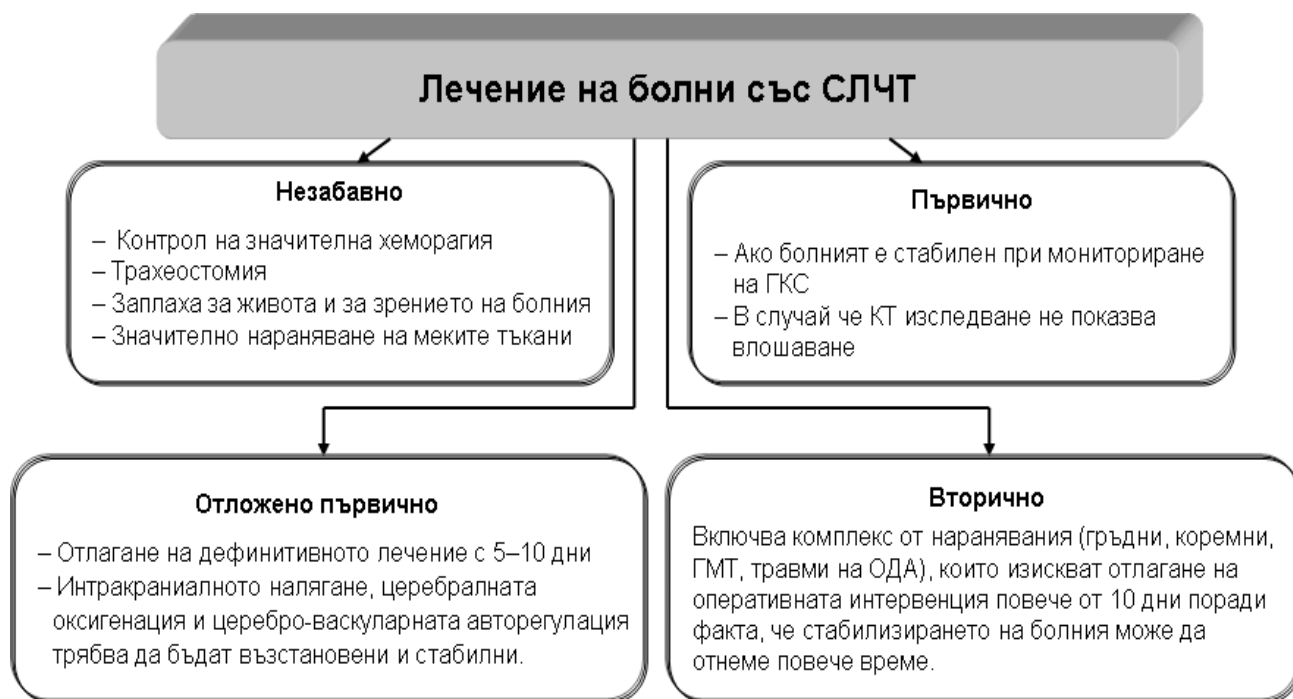 Лечение на болни със СЛЧТ
Незабавно
– Контрол на значителна хеморагия
– Трахеостомия
– Заплаха за живота и за зрението на болния
– Значително нараняване на меките тъкани
Първично
– Ако болният е стабилен при мониториране
на ГКС
– В случай че КТ изследване не показва
влошаване
Отложено първично
– Отлагане на дефинитивното лечение с 5–10 дни
– Интракраниалното налягане, церебралната
оксигенация и церебро-васкуларната авторегулация
трябва да бъдат възстановени и стабилни.
Вторично
Включва комплекс от наранявания (гръдни, коремни,
ГМТ, травми на ОДА), които изискват отлагане на
оперативната интервенция повече от 10 дни поради
факта, че стабилизирането на болния може да
отнеме повече време.